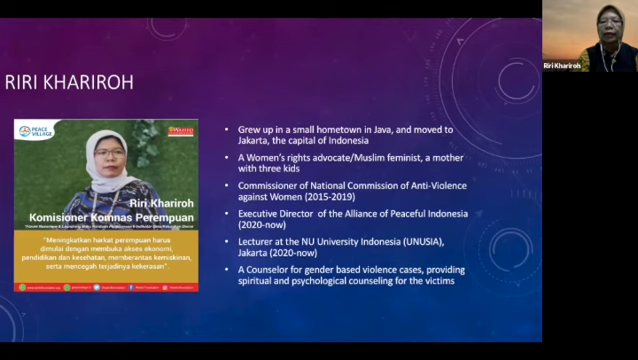 RIRI KHARIROH
PEACE VILLAGE
WAHID
Riri Khariroh
Komisioner Komnas Perempuan
"Meningkatkan harkat perempuan harus
dimulai dengan membuka akses ekonomi,
pendidikan dan kesehatan, memberantas kemiskinan,
serta mencegah terjadinya kekerasan".
• Grew up in a small hometown in Java, and moved to
Jakarta, the capital of Indonesia
• A Women's rights advocate/Muslim feminist, a mother
with three kids
• Commissioner of National Commission of Anti-Violence
against Women (2015-2019)
• Executive Director of the Alliance of Peaceful Indonesia
(2020-now)
• Lecturer at the NU University Indonesia (UNUSIA),
Jakarta (2020-now)
• A Counselor for gender based violence cases, providing
spiritual and psychological counseling for the victims
Riri Khariroh